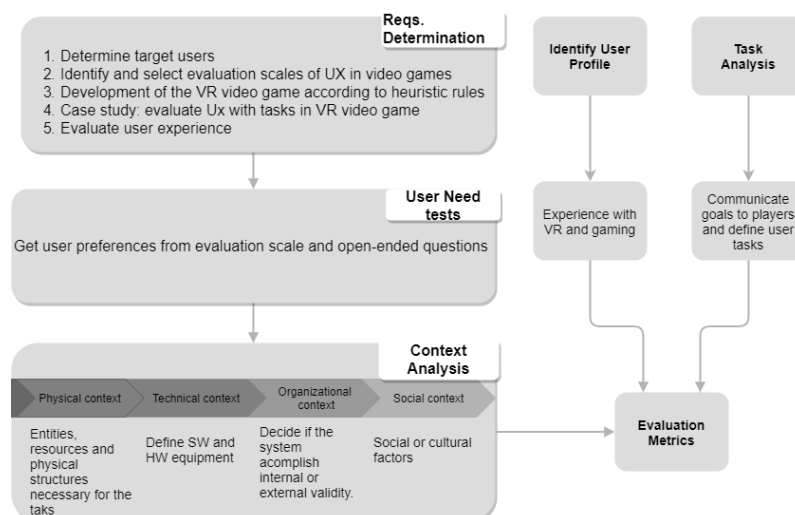 Reqs.
Determination
1. Determine target users
2. Identify and select evaluation scales of UX in video games
3. Development of the VR video game according to heuristic rules
4. Case study: evaluate Ux with tasks in VR video game
5. Evaluate user experience
User Need
tests
Get user preferences from evaluation scale and open-ended questions
Context
Analysis
Physical context
Technical context
Organizational
context
Social context
Entities,
resources and
physical
structures
necessary for the
taks
Define SW and
HW equipment
Decide if the
system
acomplish
internal or
external validity.
Social or cultural
factors
Identify User
Profile
Task
Analysis
Experience with
VR and gaming
Communicate
goals to players
and define user
tasks
Evaluation
Metrics